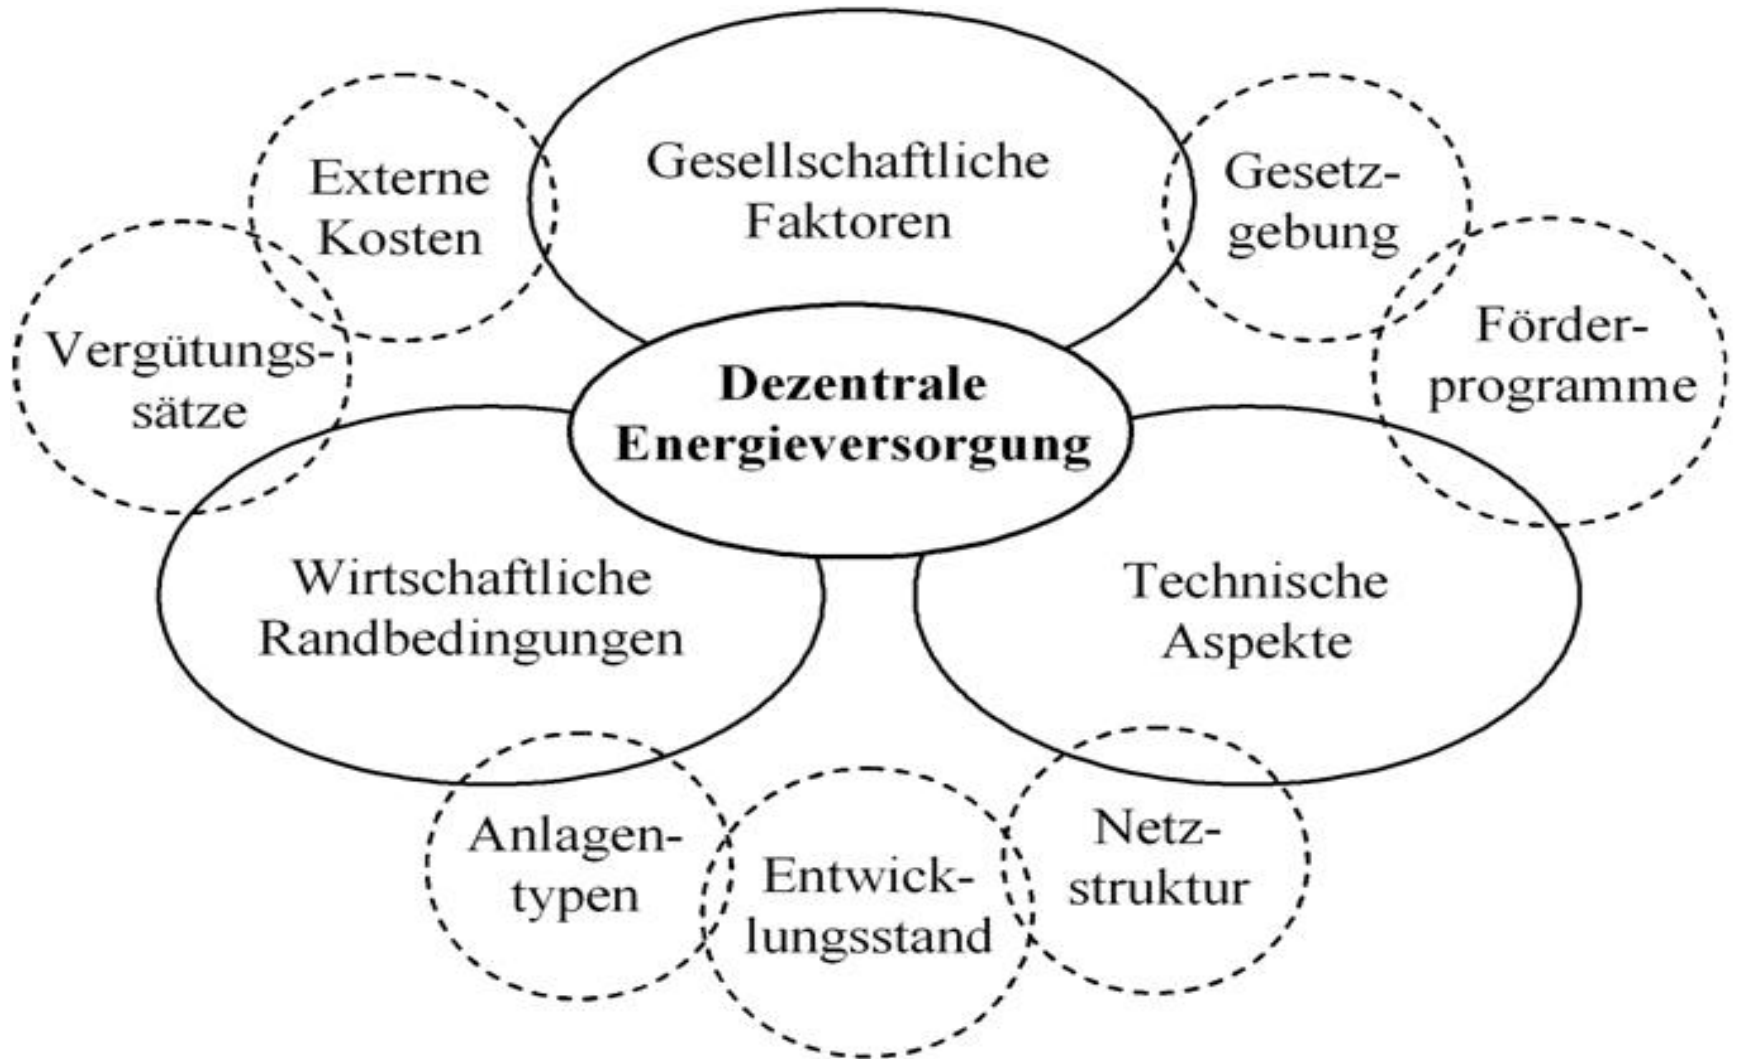 Gesellschaftliche
Faktoren
Externe
Kosten
Gesetz-
gebung
Vergütungs-
sätze
Förder-
programme
Dezentrale
Energieversorgung
Wirtschaftliche
Randbedingungen
Technische
Aspekte
Anlagen-
typen
Entwick-
lungsstand
Netz-
struktur